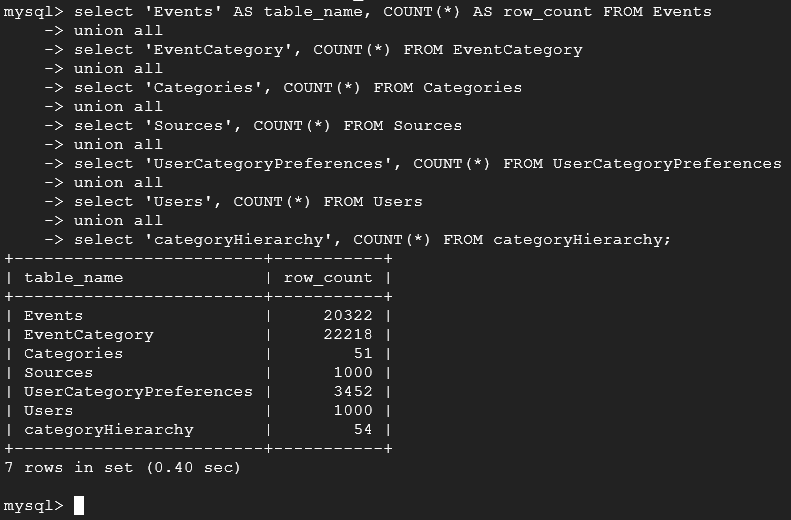 mysql> select 'Events' AS table_name, COUNT(*) AS row_count FROM Events
    -> union all
    -> select 'EventCategory', COUNT(*) FROM EventCategory
    -> union all
    -> select 'Categories', COUNT(*) FROM Categories
    -> union all
    -> select 'Sources', COUNT(*) FROM Sources
    -> union all
    -> select 'UserCategoryPreferences', COUNT(*) FROM UserCategoryPreferences
    -> union all
    -> select 'Users', COUNT(*) FROM Users
    -> union all
    -> select 'categoryHierarchy', COUNT(*) FROM categoryHierarchy;
+-------------------------+-----------+
| table_name              | row_count |
+-------------------------+-----------+
| Events                  |     20322 |
| EventCategory           |     22218 |
| Categories              |        51 |
| Sources                 |      1000 |
| UserCategoryPreferences |      3452 |
| Users                   |      1000 |
| categoryHierarchy       |        54 |
+-------------------------+-----------+
7 rows in set (0.40 sec)
mysql>